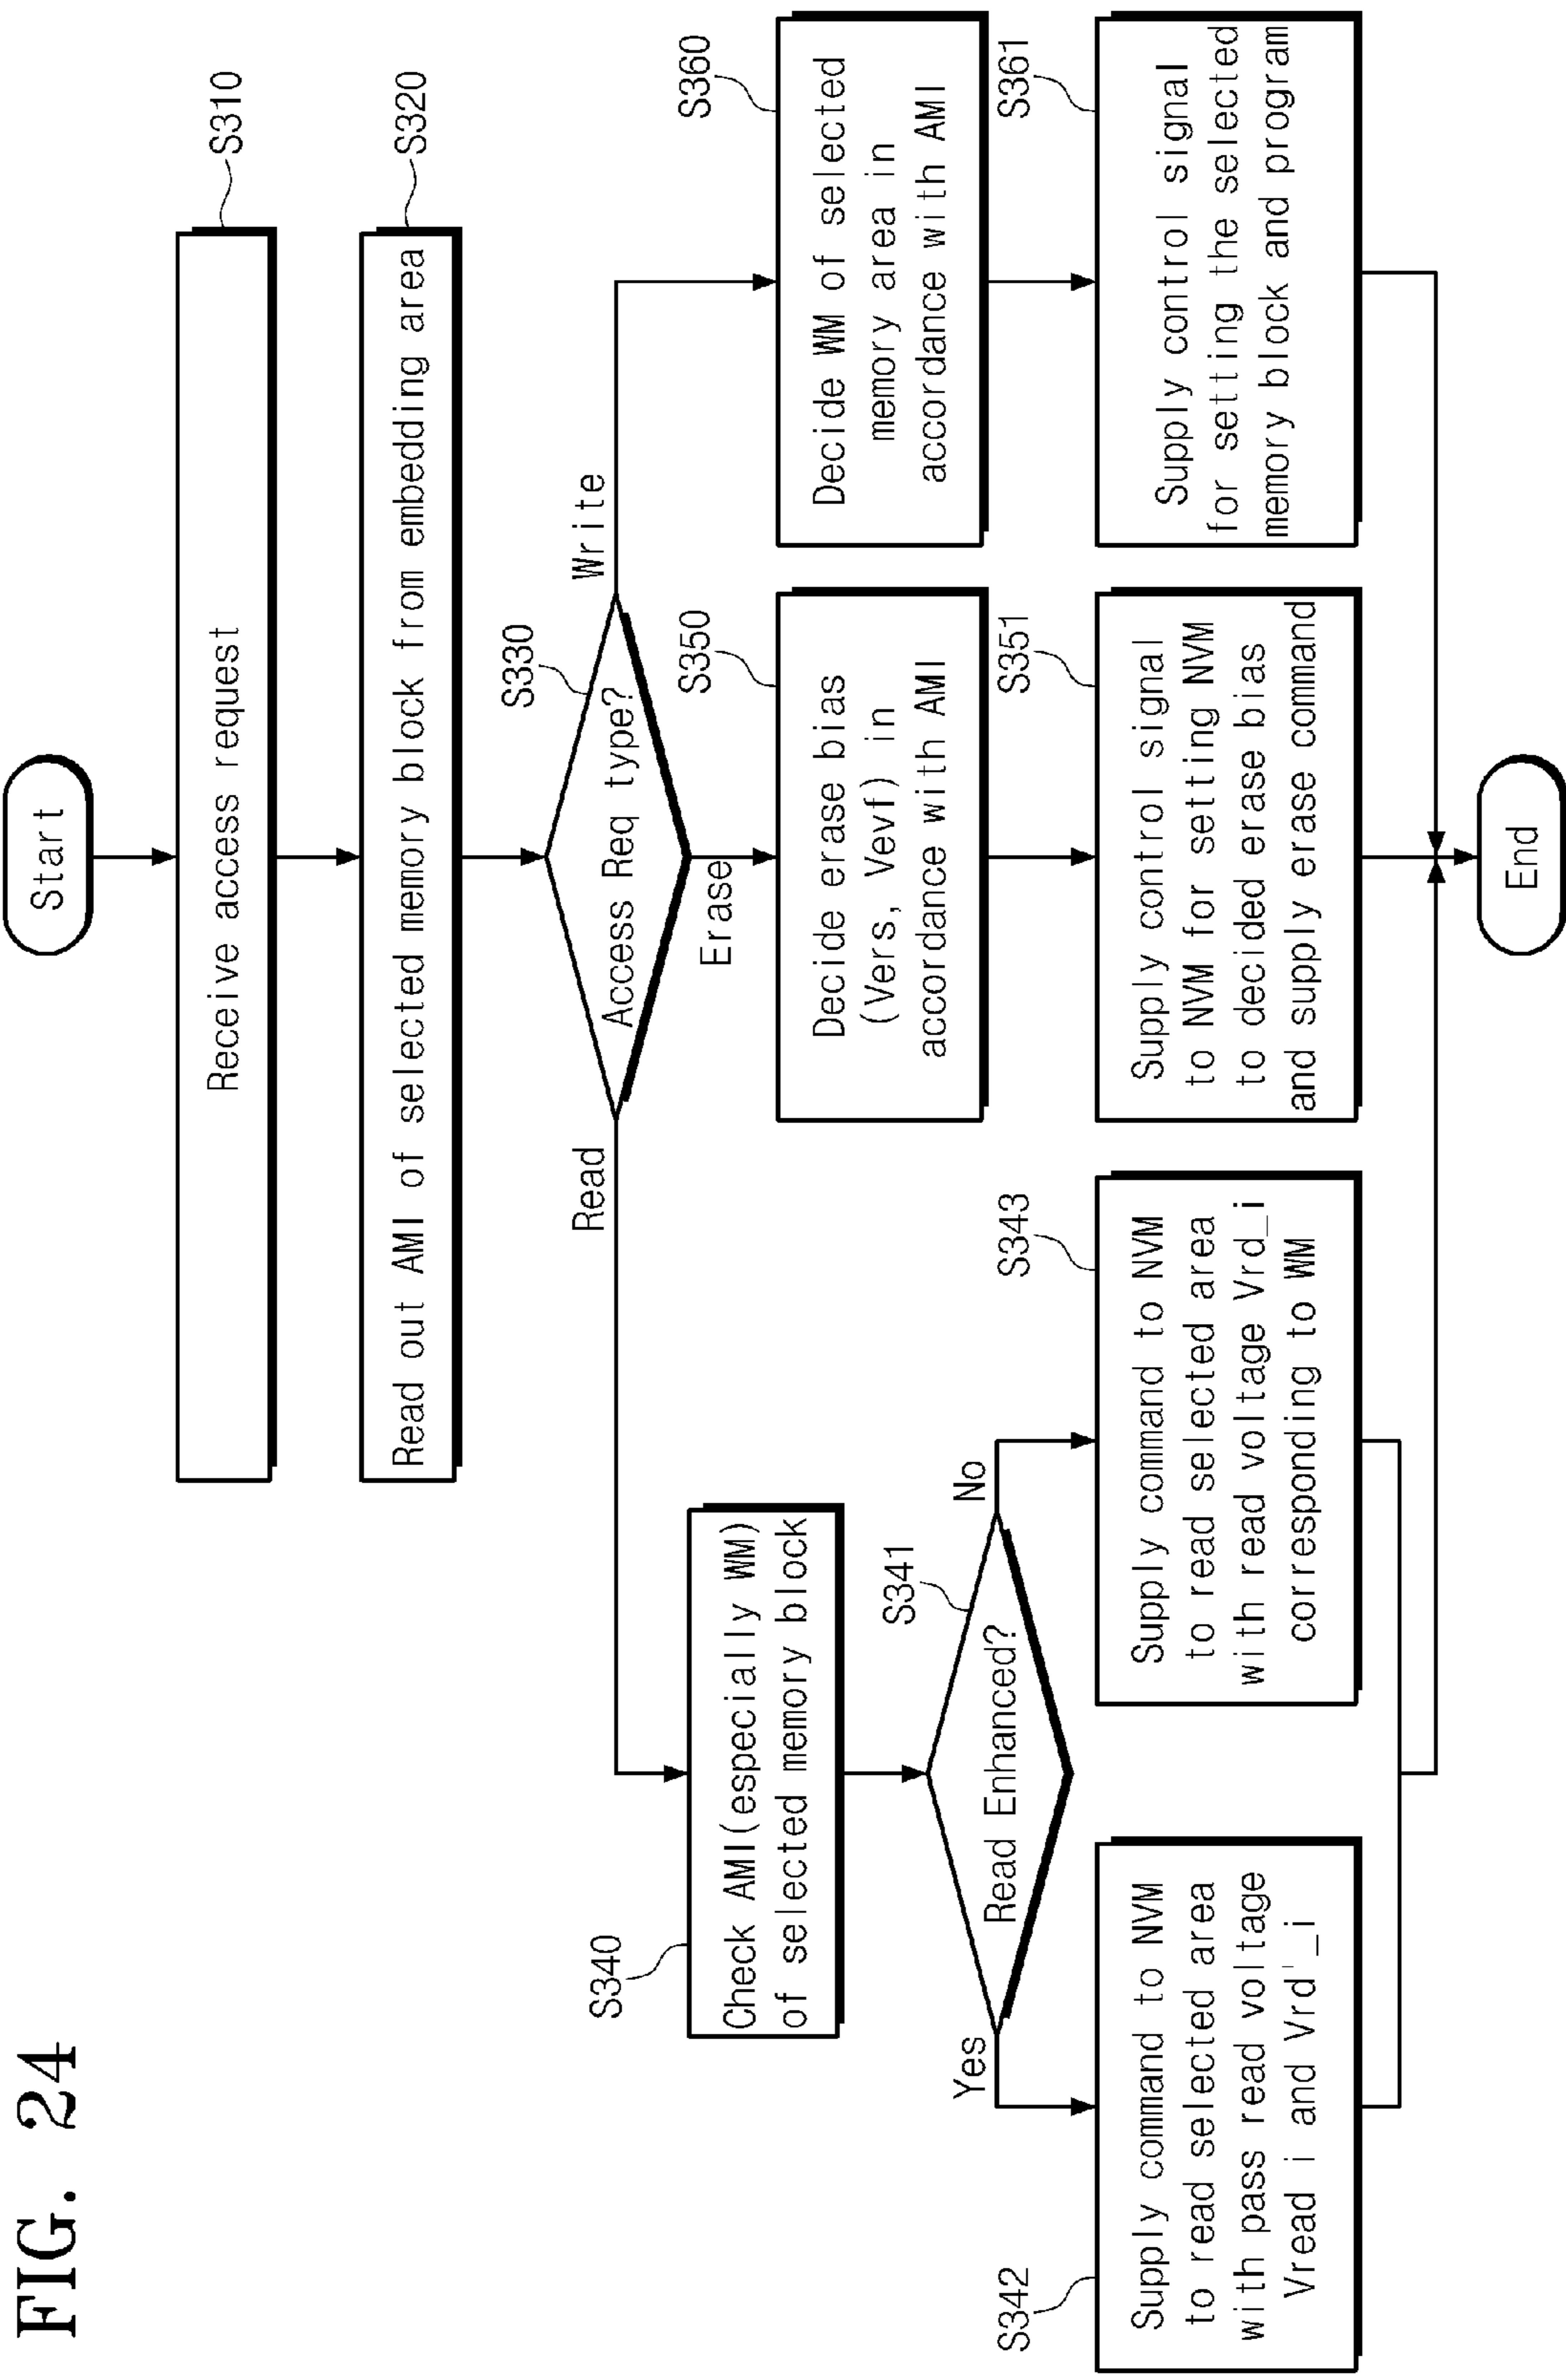 FIG. 24
Start
Receive access request
S310
Read out AMI of selected memory block from embedding area
S320
Access Req type?
S330
Read
Erase
Write
S340
Check AMI(especially WM)
of selected memory block
Read Enhanced?
S341
Yes
No
S342
Supply command to NVM
to read selected area
with pass read voltage
Vread i and Vrd'_i
S343
Supply command to NVM
to read selected area
with read voltage Vrd_i
corresponding to WM
S350
Decide erase bias
(Vers, Vevf) in
accordance with AMI
S351
Supply control signal
to NVM for setting NVM
to decided erase bias
and supply erase command
S360
Decide WM of selected
memory area in
accordance with AMI
S361
Supply control signal
for setting the selected
memory block and program
End